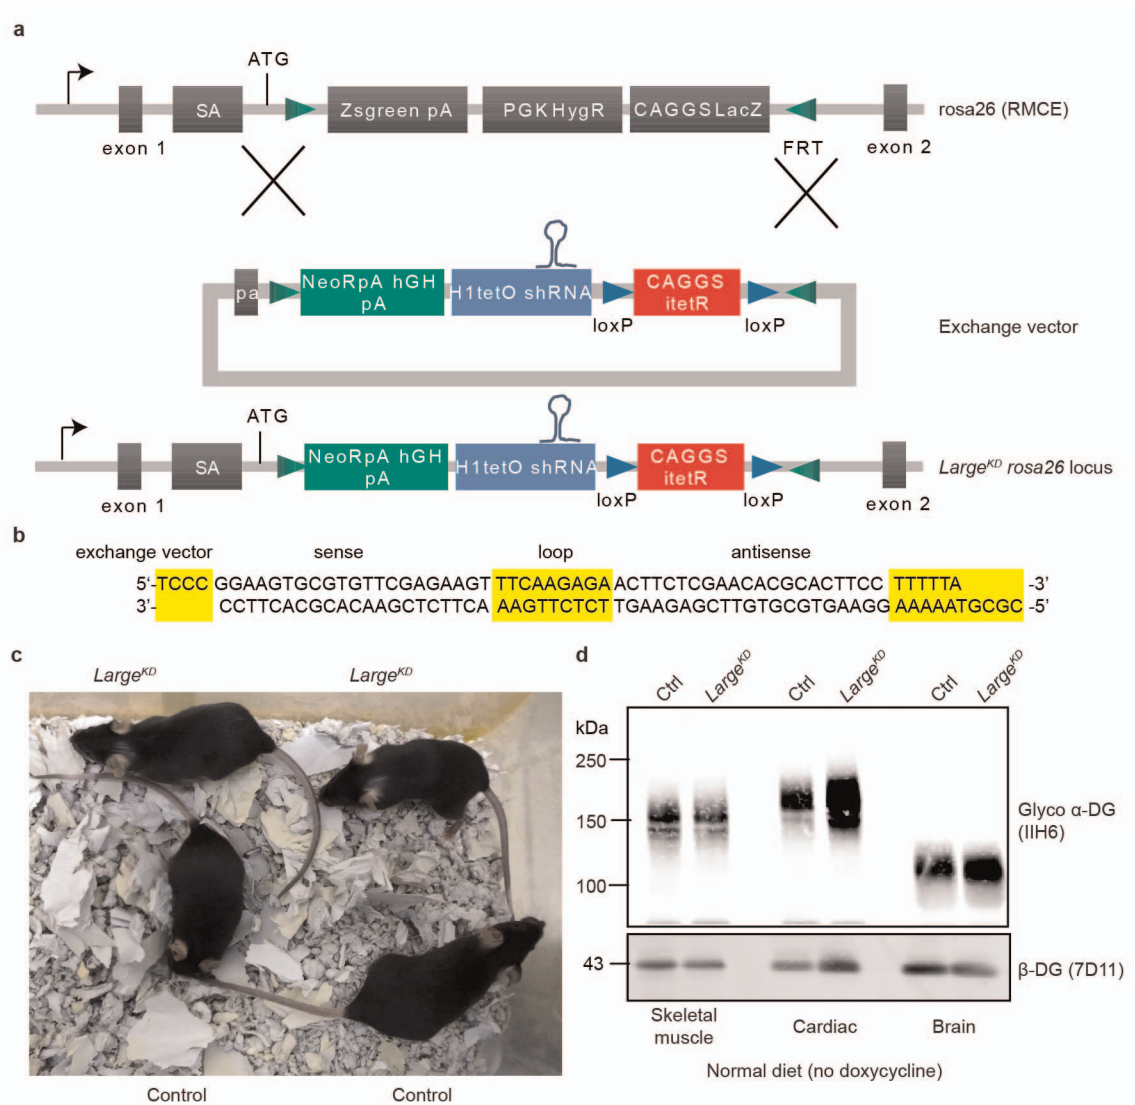 a
ATG
SA
Zsgreen pA
PGKHygR
CAGGSLacZ
rosa26 (RMCE)
exon 1
FRT
exon 2
pa
NeoRpA hGH
pA
H1tetO shRNA
CAGGS
itetR
loxP
loxP
Exchange vector
ATG
SA
NeoRpA hGH
pA
H1tetO shRNA
CAGGS
itetR
Large^KD rosa26 locus
exon 1
loxP
loxP
exon 2
b
exchange vector sense loop antisense
5‘-TCCC GGAAGTGCGTGTTCGAGAAGT TTCAAGAGA ACTTCTCGAACACGCACTTCC TTTTTA -3’
3’- CCTTCACGCACAAGCTCTTCA AAGTTCTCT TGAAGAGCTTGTGCGTGAAGG AAAAATGCGC -5’
c
Large^KD Large^KD
Control Control
d
Ctrl Large^KD Ctrl Large^KD Ctrl Large^KD
kDa
250
150
100
Glyco α-DG
(IIH6)
43
β-DG (7D11)
Skeletal
muscle
Cardiac
Brain
Normal diet (no doxycycline)